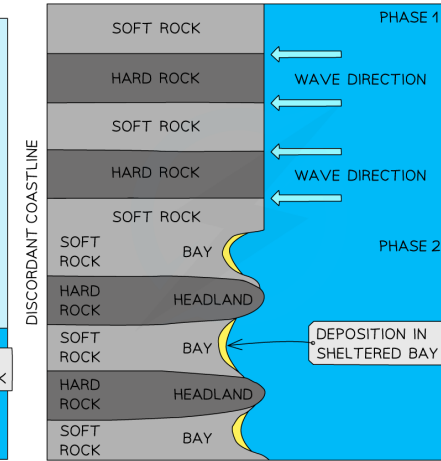 DISCORDANT COASTLINE
PHASE 1
SOFT ROCK
HARD ROCK
WAVE DIRECTION
SOFT ROCK
HARD ROCK
WAVE DIRECTION
SOFT ROCK
PHASE 2
SOFT
ROCK
BAY
HARD
ROCK
HEADLAND
SOFT
ROCK
BAY
DEPOSITION IN
SHELTERED BAY
HARD
ROCK
HEADLAND
SOFT
ROCK
BAY